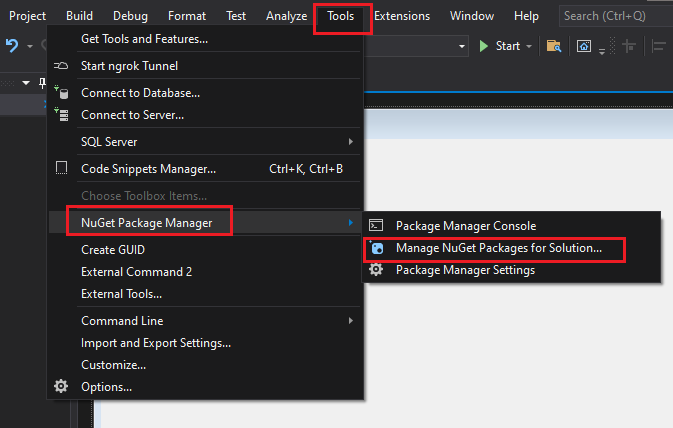 Project Build Debug Format Test Analyze Tools Extensions Window Search (Ctrl+Q)
Start
Get Tools and Features...
Start ngrok Tunnel
Connect to Database...
Connect to Server...
SQL Server
Code Snippets Manager... Ctrl+K, Ctrl+B
Choose Toolbox Items...
NuGet Package Manager
Package Manager Console
Manage NuGet Packages for Solution...
Package Manager Settings
Create GUID
External Command 2
External Tools...
Command Line
Import and Export Settings...
Customize...
Options...